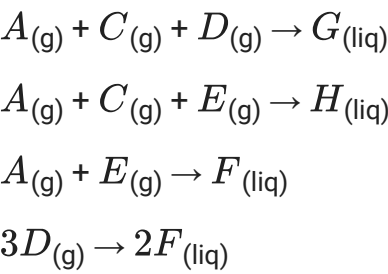 A(g) + C(g) + D(g) → G(liq)
A(g) + C(g) + E(g) → H(liq)
A(g) + E(g) → F(liq)
3D(g) → 2F(liq)